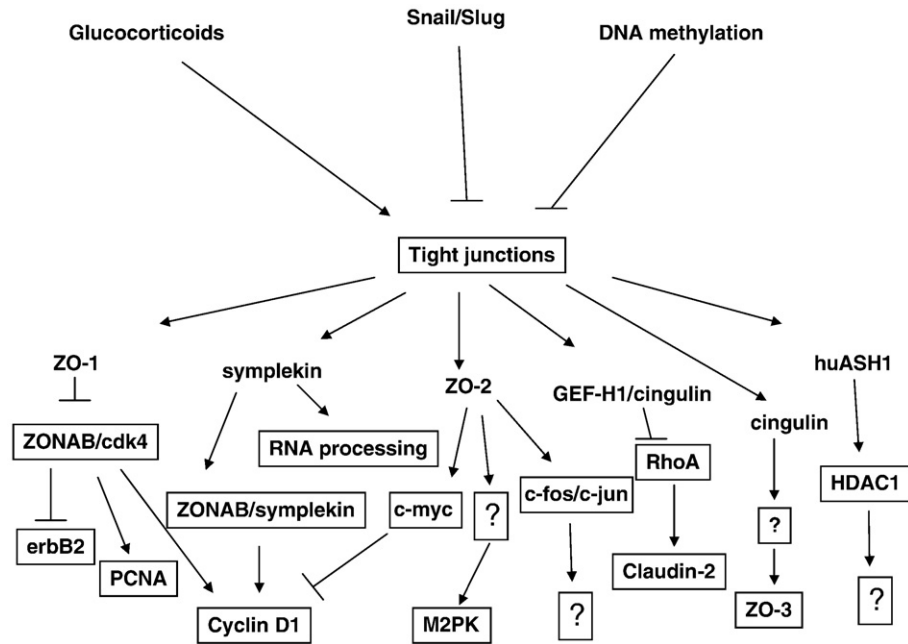 Snail/Slug
Glucocorticoids
DNA methylation
Tight junctions
ZO-1
symplekin
ZO-2
GEF-H1/cingulin
cingulin
huASH1
ZONAB/cdk4
RNA processing
RhoA
HDAC1
ZONAB/symplekin
c-myc
?
c-fos/c-jun
?
erbB2
PCNA
Claudin-2
Cyclin D1
M2PK
?
ZO-3
?